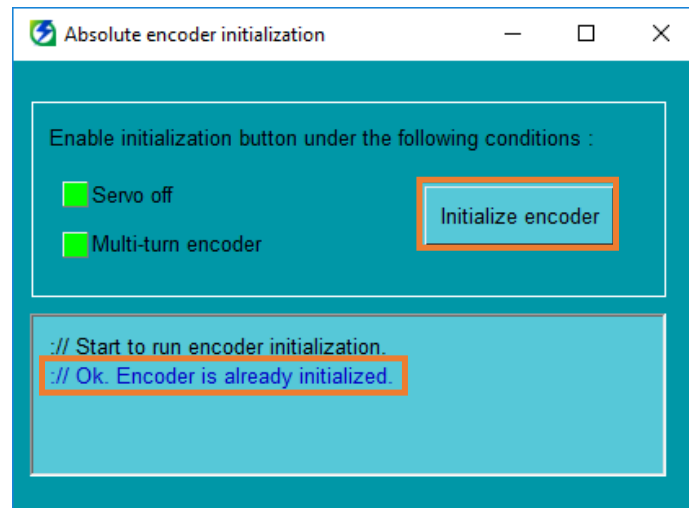 Absolute encoder initialization
Enable initialization button under the following conditions :
Servo off
Initialize encoder
Multi-turn encoder
:// Start to run encoder initialization.
:// Ok. Encoder is already initialized.